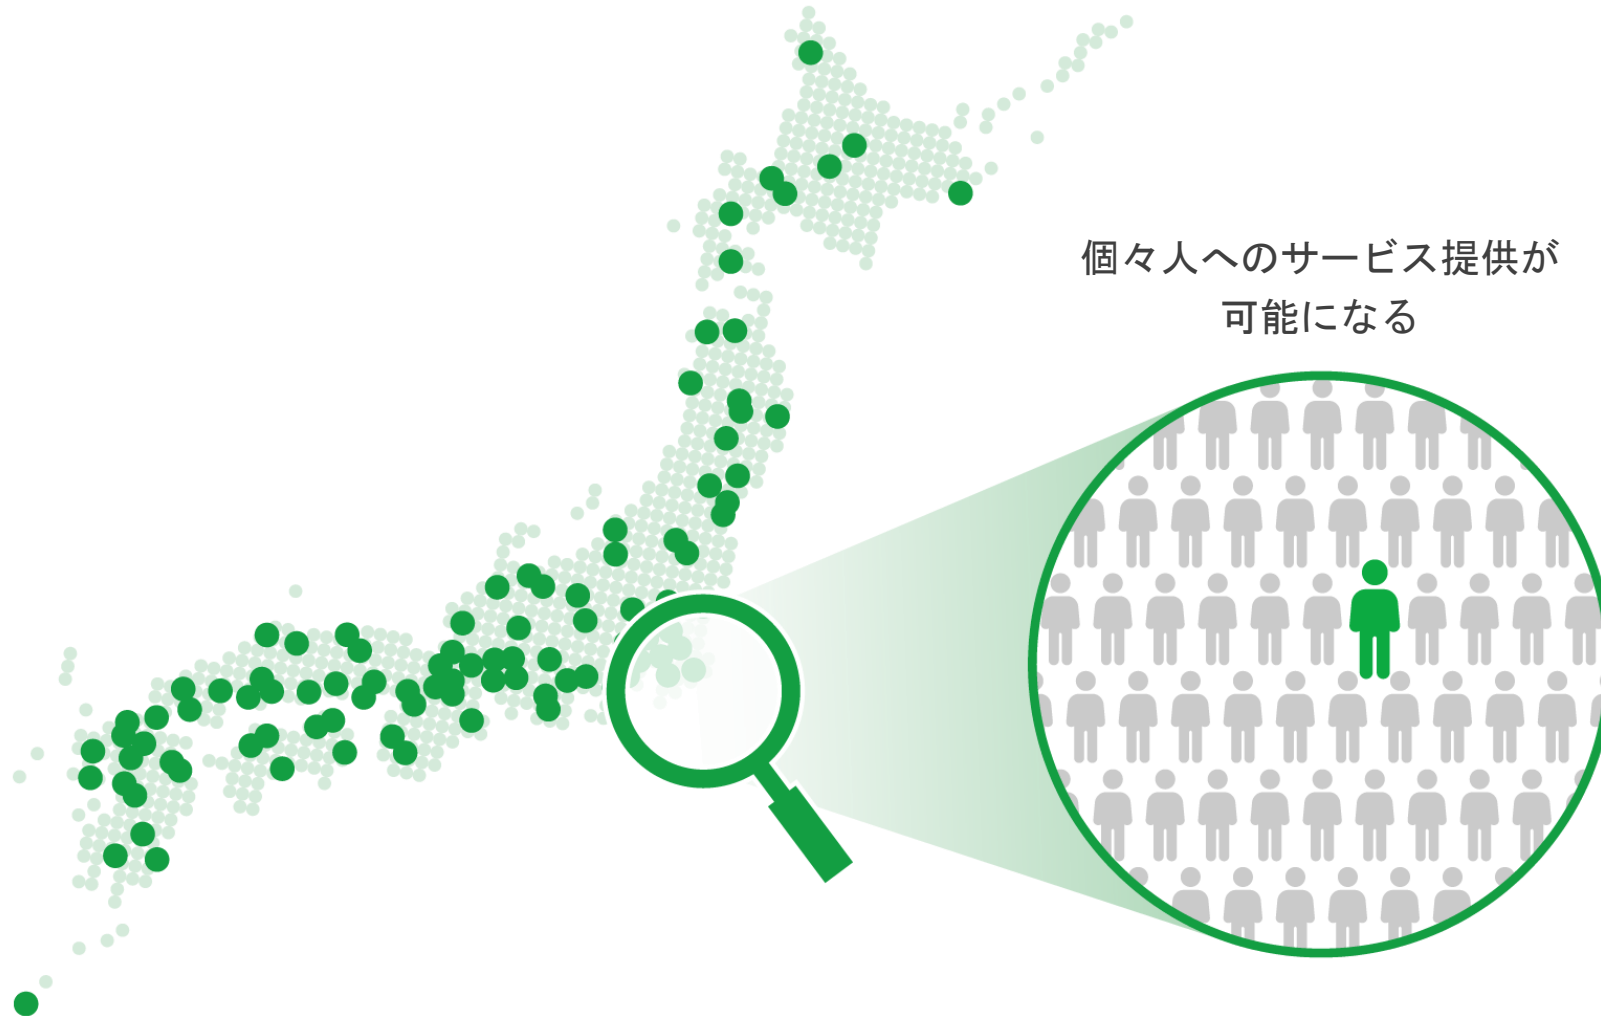 個々人へのサービス提供が
可能になる